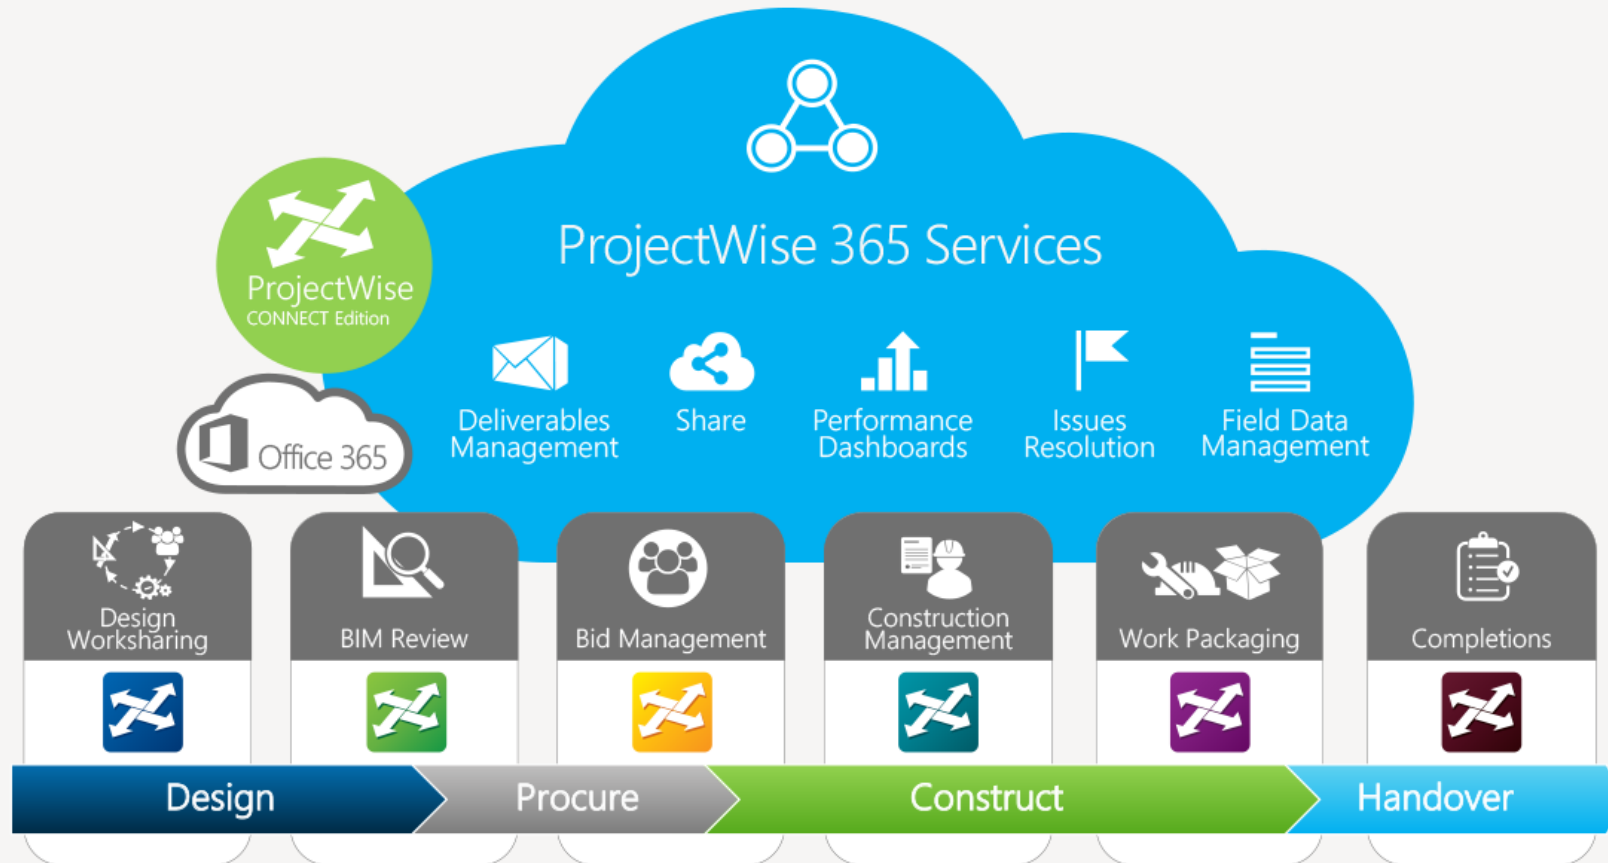 ProjectWise 365 Services
ProjectWise
CONNECT Edition
Office 365
Deliverables
Management
Share
Performance
Dashboards
Issues
Resolution
Field Data
Management
Design
Worksharing
BIM Review
Bid Management
Construction
Management
Work Packaging
Completions
Design
Procure
Construct
Handover